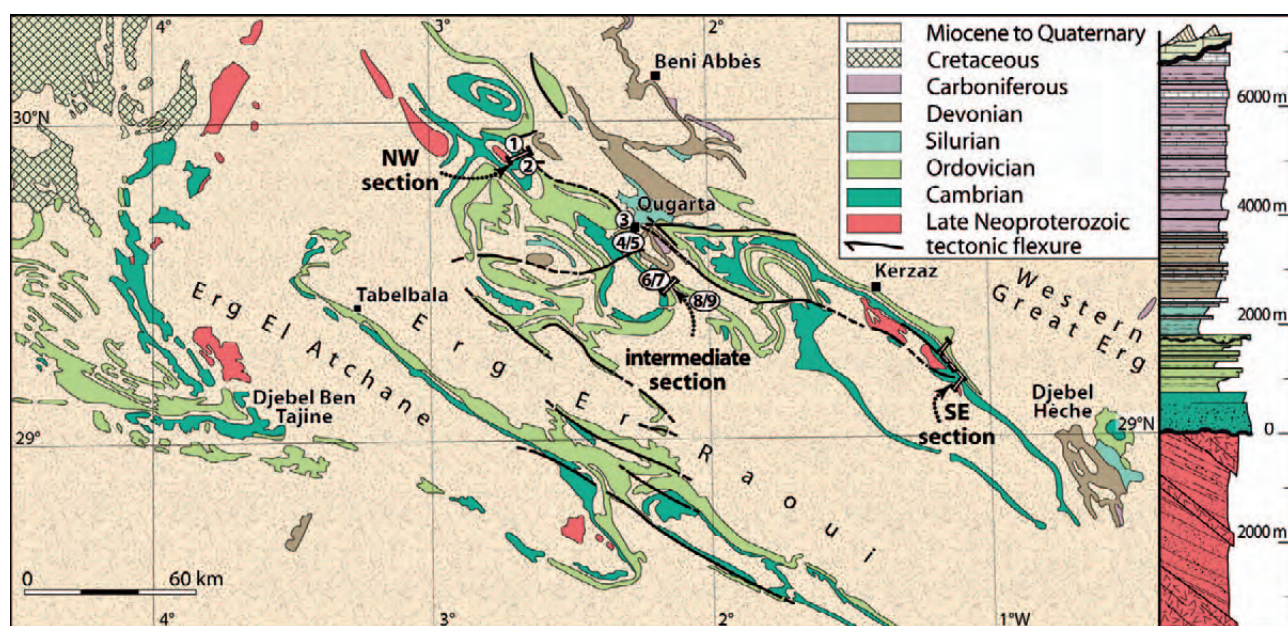 4°
3°
2°
Beni Abbès
30°N
1
2
NW
section
Ougarta
3
4/5
6/7
8/9
Kerzaz
Tabelbala
Erg El Atchane
Erg Er Raoui
Western
Great Erg
intermediate
section
SE
section
Djebel Ben
Tajine
Djebel
Hèche
29°
29°N
0 60 km
4°
3°
2°
1°W
Miocene to Quaternary
Cretaceous
Carboniferous
Devonian
Silurian
Ordovician
Cambrian
Late Neoproterozoic
tectonic flexure
6000 m
4000 m
2000 m
0
2000 m